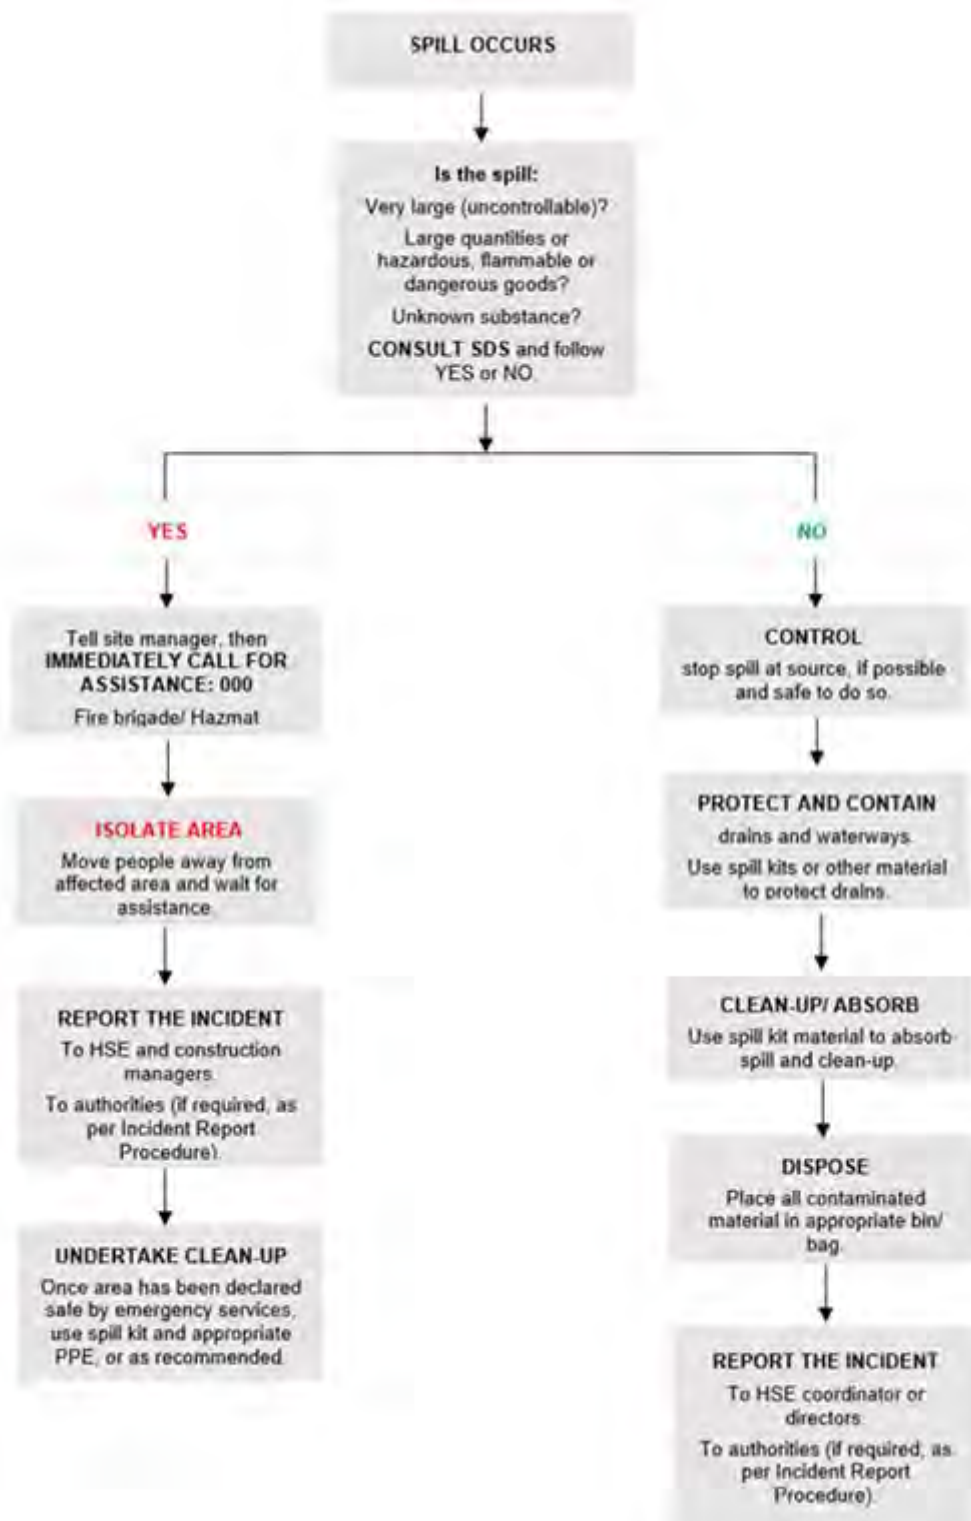 SPILL OCCURS
Is the spill:
Very large (uncontrollable)?
Large quantities or
hazardous, flammable or
dangerous goods?
Unknown substance?
CONSULT SDS and follow
YES or NO.
YES
Tell site manager, then
IMMEDIATELY CALL FOR
ASSISTANCE: 000
Fire brigade/ Hazmat
ISOLATE AREA
Move people away from
affected area and wait for
assistance.
REPORT THE INCIDENT
To HSE and construction
managers.
To authorities (if required, as
per Incident Report
Procedure).
UNDERTAKE CLEAN-UP
Once area has been declared
safe by emergency services,
use spill kit and appropriate
PPE, or as recommended.
NO
CONTROL
stop spill at source, if possible
and safe to do so.
PROTECT AND CONTAIN
drains and waterways.
Use spill kits or other material
to protect drains.
CLEAN-UP/ ABSORB
Use spill kit material to absorb
spill and clean-up.
DISPOSE
Place all contaminated
material in appropriate bin/
bag.
REPORT THE INCIDENT
To HSE coordinator or
directors.
To authorities (if required, as
per Incident Report
Procedure).